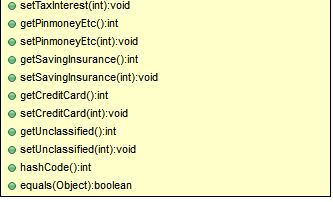 setTaxInterest(int):void
getPinmoneyEtc():int
setPinmoneyEtc(int):void
getSavingInsurance():int
setSavingInsurance(int):void
getCreditCard():int
setCreditCard(int):void
getUnclassified():int
setUnclassified(int):void
hashCode():int
equals(Object):boolean